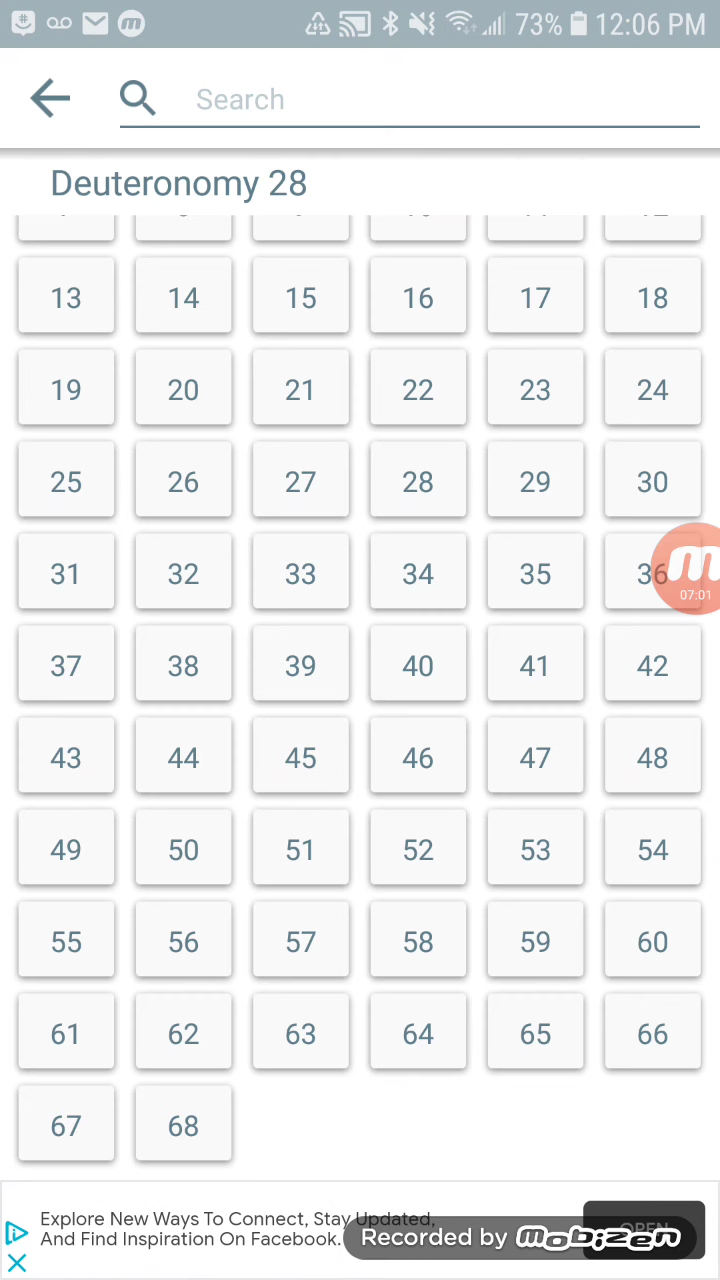 73% 12:06 PM
Search
Deuteronomy 28
13 14 15 16 17 18
19 20 21 22 23 24
25 26 27 28 29 30
31 32 33 34 35 36
07:01
37 38 39 40 41 42
43 44 45 46 47 48
49 50 51 52 53 54
55 56 57 58 59 60
61 62 63 64 65 66
67 68
Explore New Ways To Connect, Stay Updated,
And Find Inspiration On Facebook.
OPEN
Recorded by mobizen